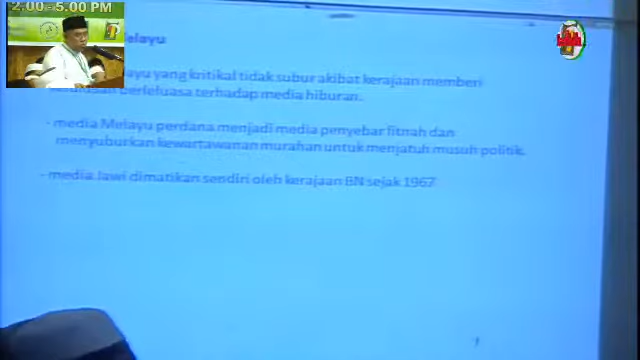 2.00 - 5.00 PM
elayu
ayu yang kritikal tidak subur akibat kerajaan memberi
berleluasa terhadap media hiburan.
- media Melayu perdana menjadi media penyebar fitnah dan
menyuburkan kewartawanan murahan untuk menjatuh musuh politik.
- media Jawi dimatikan sendiri oleh kerajaan BN sejak 1967